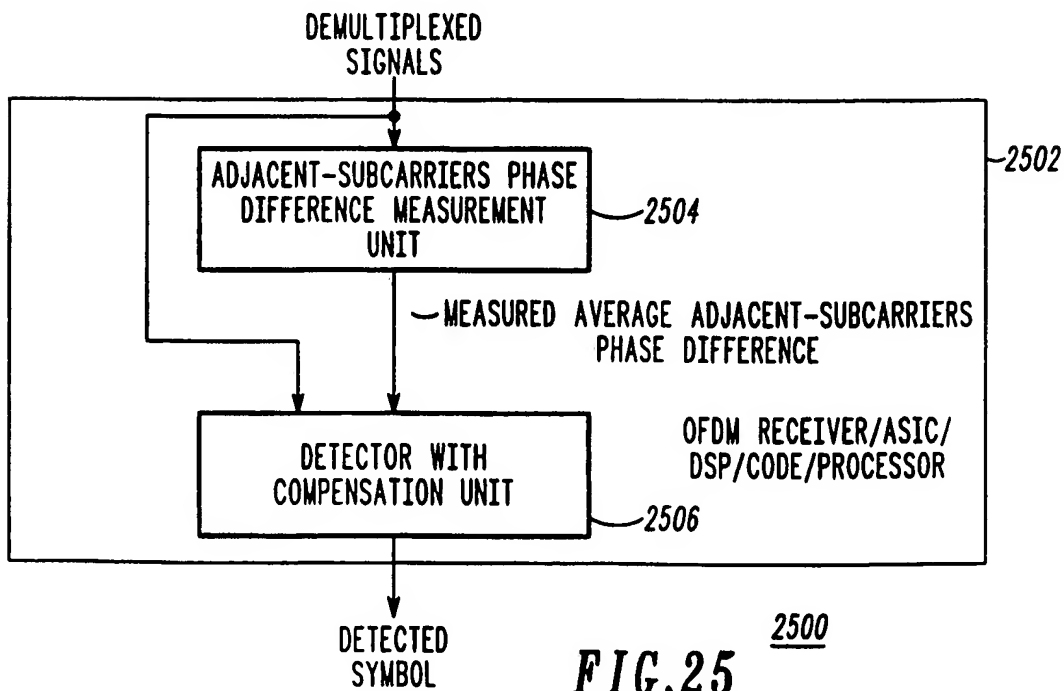 DEMULTIPLEXED
SIGNALS
2502
ADJACENT-SUBCARRIERS PHASE
DIFFERENCE MEASUREMENT
UNIT
2504
MEASURED AVERAGE ADJACENT-SUBCARRIERS
PHASE DIFFERENCE
OFDM RECEIVER/ASIC/
DSP/CODE/PROCESSOR
DETECTOR WITH
COMPENSATION UNIT
2506
DETECTED
SYMBOL
2500
FIG.25